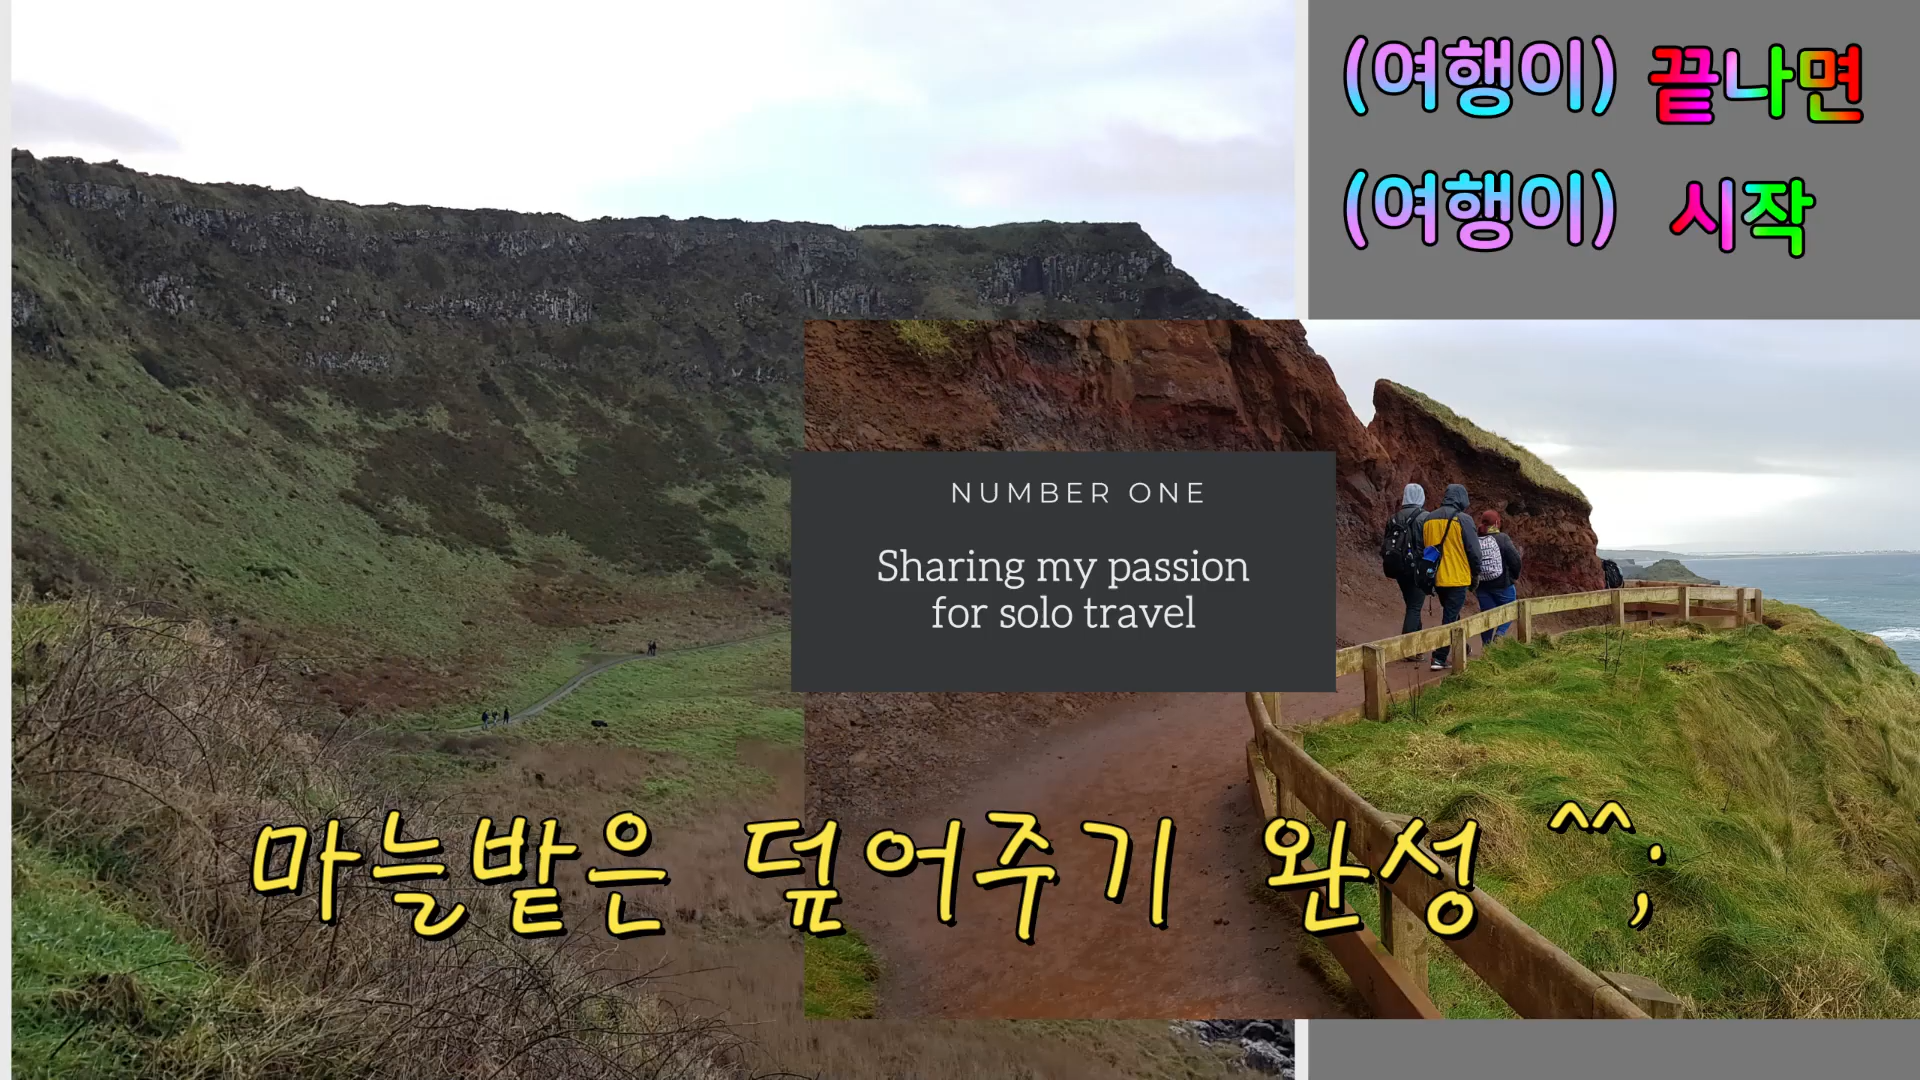 (여행이) 끝나면
(여행이) 시작
NUMBER ONE
Sharing my passion
for solo travel
마늘밭은 덮어주기 완성 ^^;